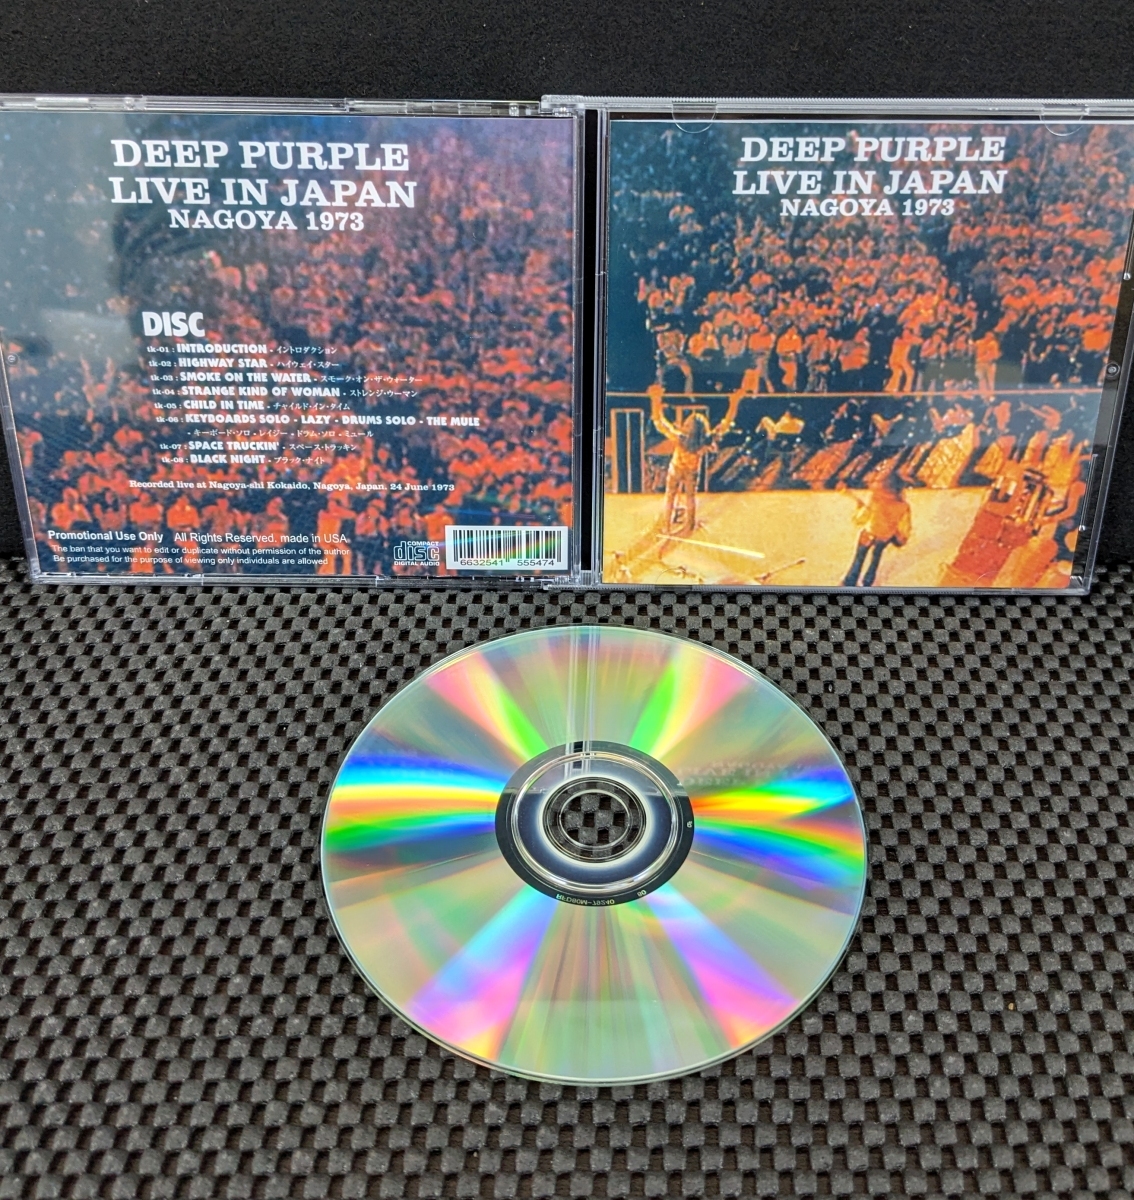 DEEP PURPLE
LIVE IN JAPAN
NAGOYA 1973
DISC
tk-01 : INTRODUCTION - イントロダクション
tk-02 : HIGHWAY STAR - ハイウェイ・スター
tk-03 : SMOKE ON THE WATER - スモーク・オン・ザ・ウォーター
tk-04 : STRANGE KIND OF WOMAN - ストレンジ・ウーマン
tk-05 : CHILD IN TIME - チャイルド・イン・タイム
tk-06 : KEYBOARDS SOLO - LAZY - DRUMS SOLO - THE MULE
- キーボード・ソロ - レイジー - ドラム・ソロ - ミュール
tk-07 : SPACE TRUCKIN' - スペース・トラッキン
tk-08 : BLACK NIGHT - ブラック・ナイト
Recorded live at Nagoya-shi Kokaido, Nagoya, Japan, 24 June 1973
Promotional Use Only All Rights Reserved. made in USA.
The ban that you want to edit or duplicate without permission of the author
Be purchased for the purpose of viewing only individuals are allowed
COMPACT
disc
DIGITAL AUDIO
6632541 555474
DEEP PURPLE
LIVE IN JAPAN
NAGOYA 1973
RFD80M-79240 80